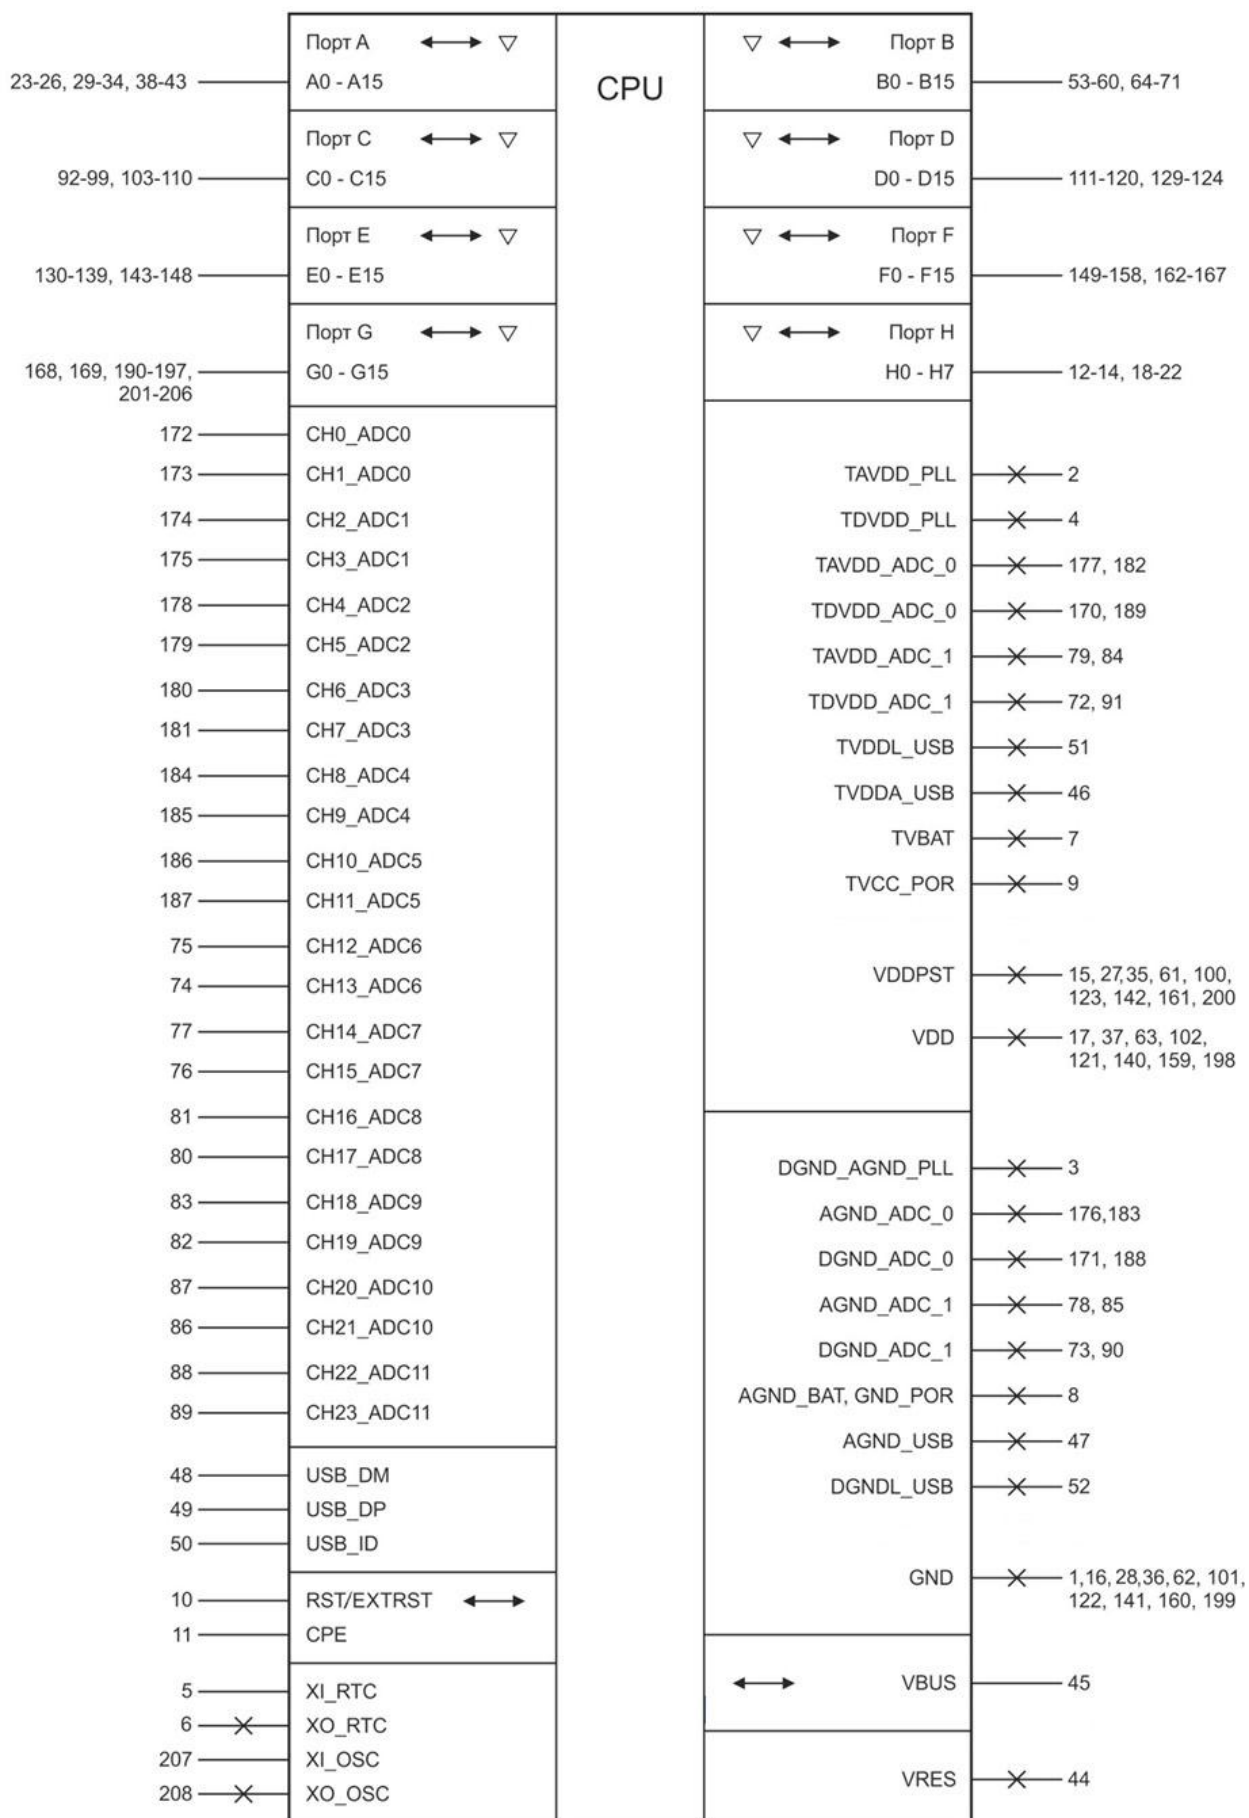 CPU
Порт A
23-26, 29-34, 38-43
A0 - A15
Порт C
92-99, 103-110
C0 - C15
Порт E
130-139, 143-148
E0 - E15
Порт G
168, 169, 190-197,
201-206
G0 - G15
172 CH0_ADC0
173 CH1_ADC0
174 CH2_ADC1
175 CH3_ADC1
178 CH4_ADC2
179 CH5_ADC2
180 CH6_ADC3
181 CH7_ADC3
184 CH8_ADC4
185 CH9_ADC4
186 CH10_ADC5
187 CH11_ADC5
75 CH12_ADC6
74 CH13_ADC6
77 CH14_ADC7
76 CH15_ADC7
81 CH16_ADC8
80 CH17_ADC8
83 CH18_ADC9
82 CH19_ADC9
87 CH20_ADC10
86 CH21_ADC10
88 CH22_ADC11
89 CH23_ADC11
48 USB_DM
49 USB_DP
50 USB_ID
10 RST/EXTRST
11 CPE
5 XI_RTC
6 XO_RTC
207 XI_OSC
208 XO_OSC
Порт B
B0 - B15 53-60, 64-71
Порт D
D0 - D15 111-120, 129-124
Порт F
F0 - F15 149-158, 162-167
Порт H
H0 - H7 12-14, 18-22
TAVDD_PLL 2
TDVDD_PLL 4
TAVDD_ADC_0 177, 182
TDVDD_ADC_0 170, 189
TAVDD_ADC_1 79, 84
TDVDD_ADC_1 72, 91
TVDDL_USB 51
TVDDA_USB 46
TVBAT 7
TVCC_POR 9
VDDPST 15, 27,35, 61, 100,
123, 142, 161, 200
VDD 17, 37, 63, 102,
121, 140, 159, 198
DGND_AGND_PLL 3
AGND_ADC_0 176,183
DGND_ADC_0 171, 188
AGND_ADC_1 78, 85
DGND_ADC_1 73, 90
AGND_BAT, GND_POR 8
AGND_USB 47
DGNDL_USB 52
GND 1,16, 28,36, 62, 101,
122, 141, 160, 199
VBUS 45
VRES 44